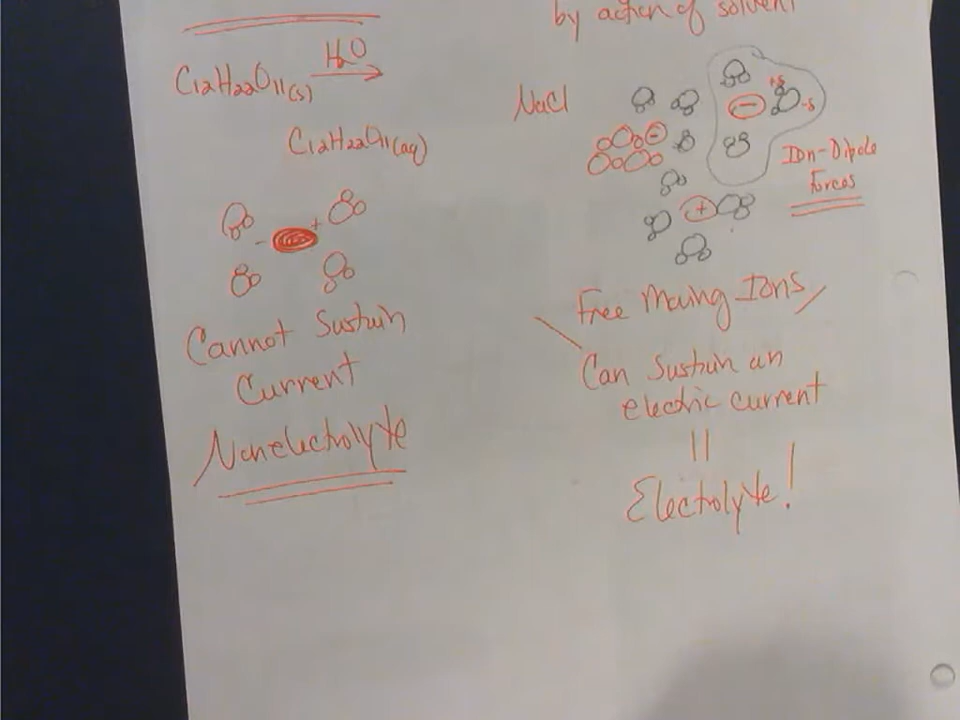 by action of solvent
C12H22O11(s) H2O
C12H22O11(aq)
- +
Cannot Sustain
Current
Nonelectrolyte
NaCl
+δ
- -δ
-
Ion-Dipole
Forces
+
Free Moving Ions
Can Sustain an
electric current
||
Electolyte!